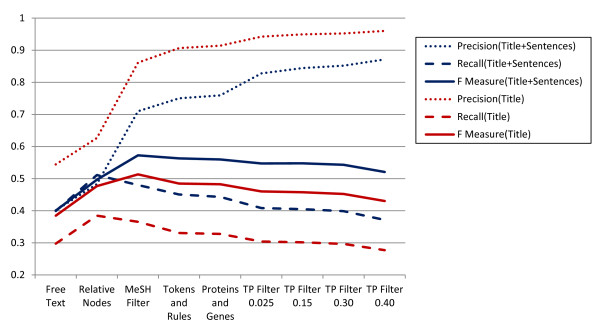 1
0.9
0.8
0.7
0.6
0.5
0.4
0.3
0.2
Free Text
Relative Nodes
MeSH Filter
Tokens and Rules
Proteins and Genes
TP Filter 0.025
TP Filter 0.15
TP Filter 0.30
TP Filter 0.40
Precision(Title+Sentences)
Recall(Title+Sentences)
F Measure(Title+Sentences)
Precision(Title)
Recall(Title)
F Measure(Title)